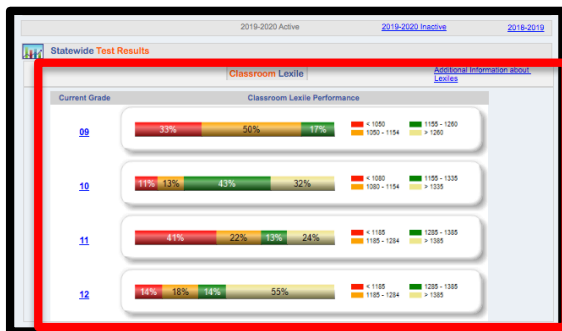 2019-2020 Active 2019-2020 Inactive 2018-2019
Statewide Test Results
Classroom Lexile
Additional Information about
Lexiles
Current Grade Classroom Lexile Performance
09 33% 50% 17% < 1050 1155 - 1260
1050 - 1154 > 1260
10 11% 13% 43% 32% < 1080 1155 - 1335
1080 - 1154 > 1335
11 41% 22% 13% 24% < 1185 1285 - 1385
1185 - 1284 > 1385
12 14% 18% 14% 55% < 1185 1285 - 1385
1185 - 1284 > 1385